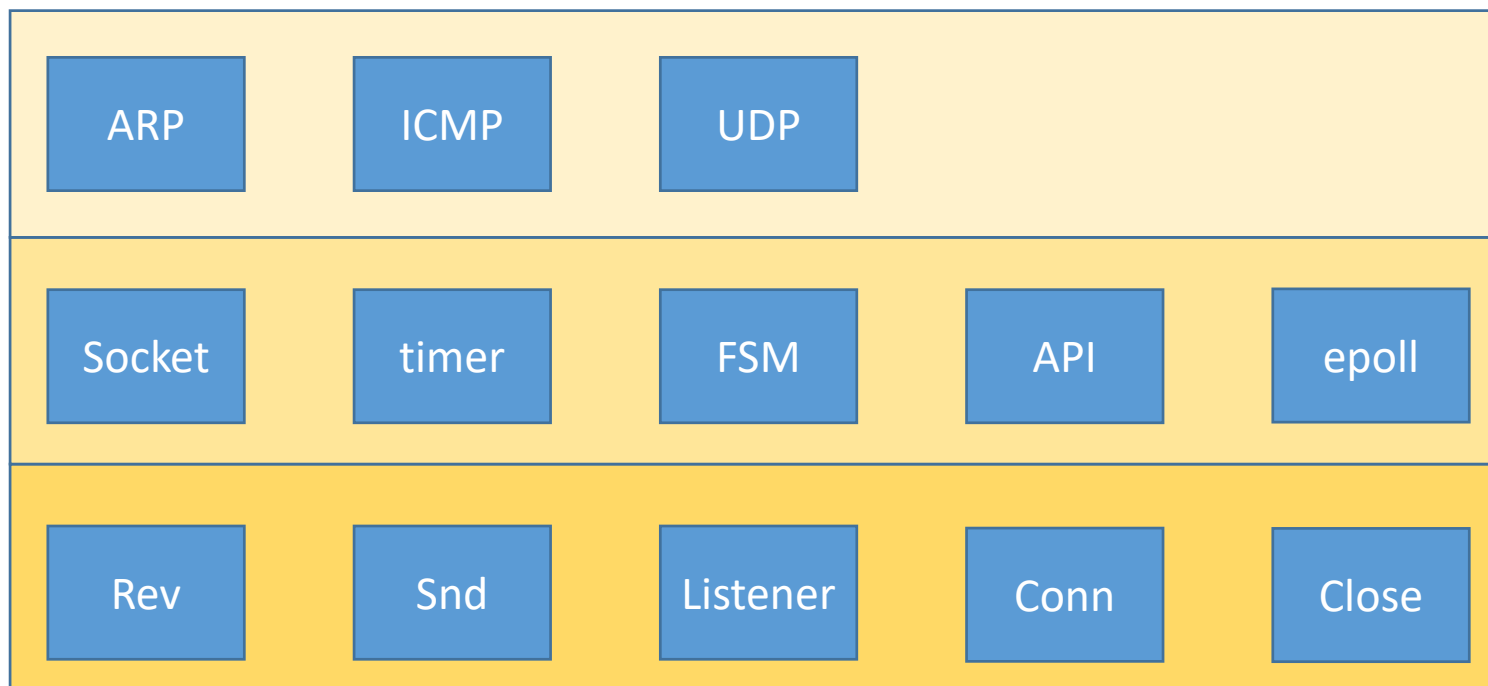 ARP
ICMP
UDP
Socket
timer
FSM
API
epoll
Rev
Snd
Listener
Conn
Close